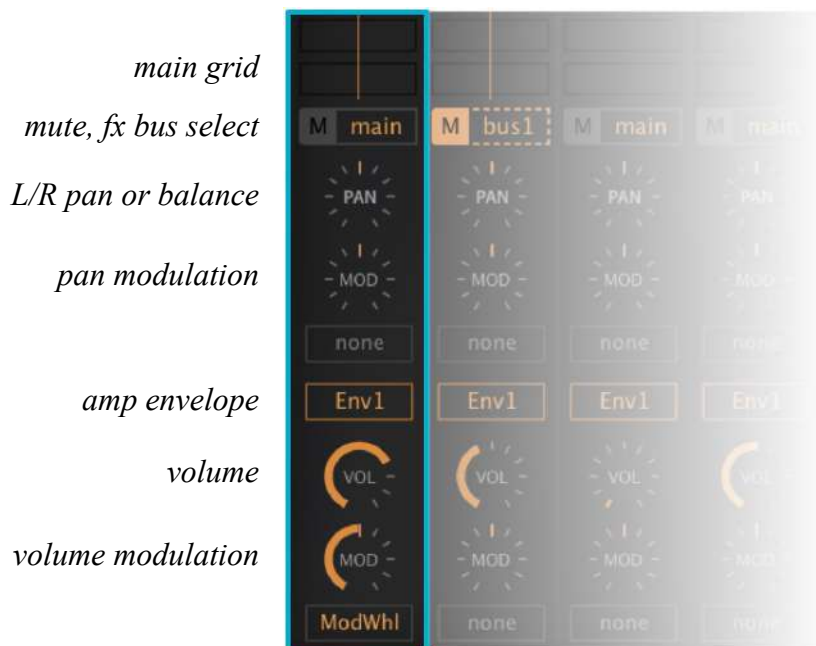 main grid
mute, fx bus select M main M bus1 M main M main
L/R pan or balance PAN PAN PAN PAN
pan modulation MOD MOD MOD MOD
none none none none
amp envelope Env1 Env1 Env1 Env1
volume VOL VOL VOL VOL
volume modulation MOD MOD MOD MOD
ModWhl none none none